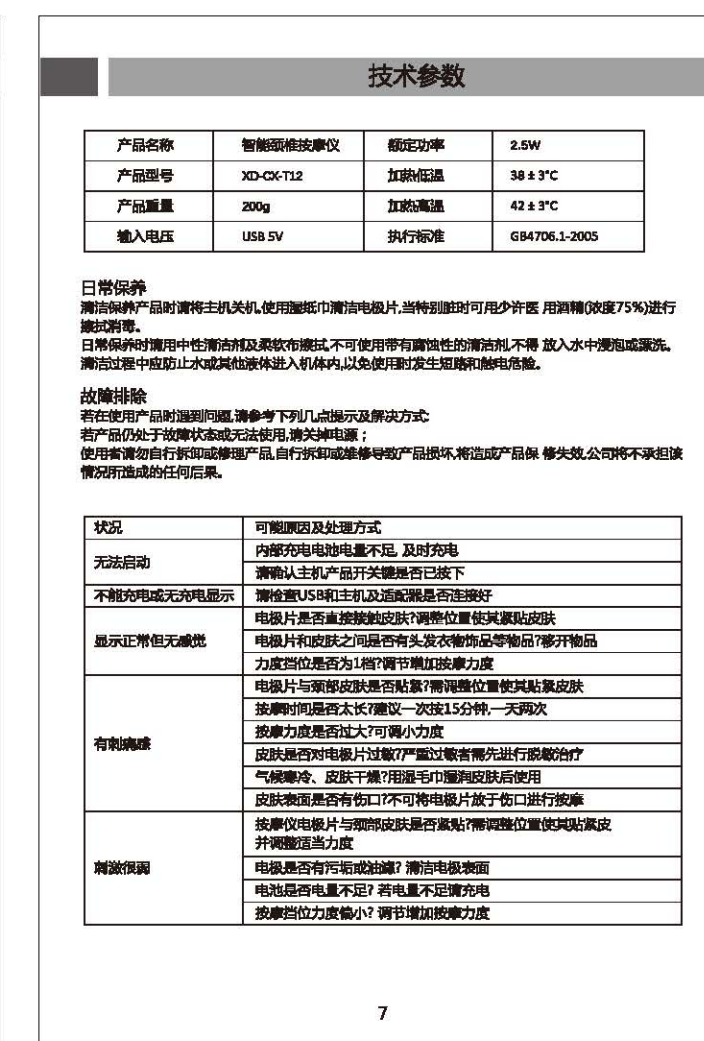 技术参数
产品名称 智能颈椎按摩仪 额定功率 2.5W
产品型号 XD-CX-T12 加热低温 38±3°C
产品重量 200g 加热高温 42±3°C
输入电压 USB 5V 执行标准 GB4706.1-2005
日常保养
清洁保养产品时请将主机关机,使用湿纸巾清洁电极片,当特别脏时可用少许医 用酒精(浓度75%)进行
擦拭消毒。
日常保养时请用中性清洁剂及柔软布擦拭,不可使用带有腐蚀性的清洁剂,不得 放入水中浸泡或漂洗。
清洁过程中应防止水或其他液体进入机体内,以免使用时发生短路和触电危险。
故障排除
若在使用产品时遇到问题,请参考下列几点提示及解决方式:
若产品仍处于故障状态或无法使用,请关掉电源；
使用者请勿自行拆卸或修理产品,自行拆卸或维修导致产品损坏,将造成产品保 修失效,公司将不承担该
情况所造成的任何后果。
状况 可能原因及处理方式
无法启动 内部充电电池电量不足, 及时充电
请确认主机产品开关键是否已按下
不能充电或无充电显示 请检查USB和主机及适配器是否连接好
显示正常但无感觉 电极片是否直接接触皮肤?调整位置使其紧贴皮肤
电极片和皮肤之间是否有头发衣物饰品等物品?移开物品
力度挡位是否为1档?调节增加按摩力度
有刺痛感 电极片与颈部皮肤是否贴紧?需调整位置使其贴紧皮肤
按摩时间是否太长?建议一次按15分钟,一天两次
按摩力度是否过大?可调小力度
皮肤是否对电极片过敏?严重过敏者需先进行脱敏治疗
气候寒冷、皮肤干燥?用湿毛巾湿润皮肤后使用
皮肤表面是否有伤口?不可将电极片放于伤口进行按摩
刺激很弱 按摩仪电极片与颈部皮肤是否紧贴?需调整位置使其贴紧皮
并调整适当力度
电极是否有污垢或油渍? 清洁电极表面
电池是否电量不足? 若电量不足请充电
按摩挡位力度偏小? 调节增加按摩力度
7